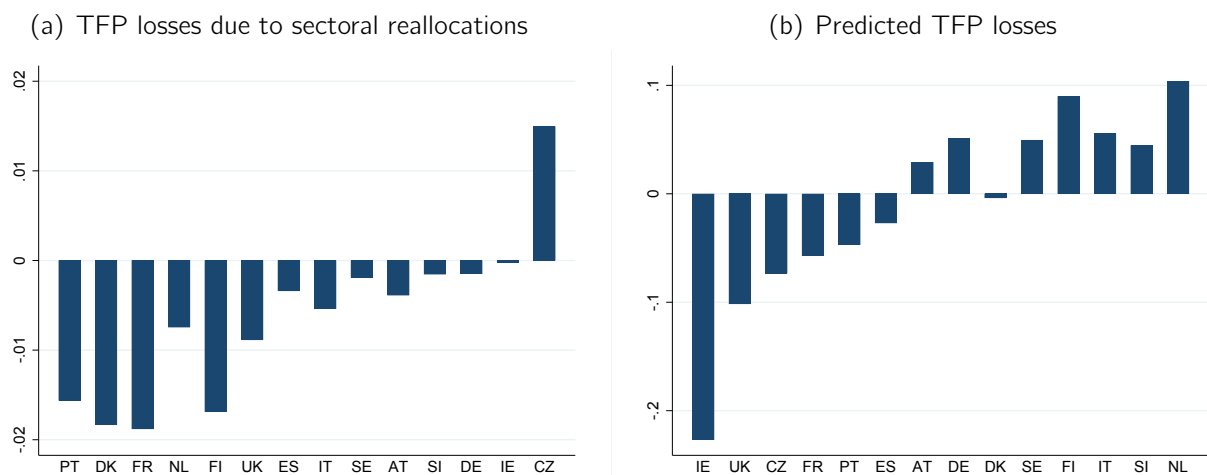 (a) TFP losses due to sectoral reallocations
.02
.01
0
-.01
-.02
PT DK FR NL FI UK ES IT SE AT SI DE IE CZ
(b) Predicted TFP losses
.1
0
-.1
-.2
IE UK CZ FR PT ES AT DE DK SE FI IT SI NL